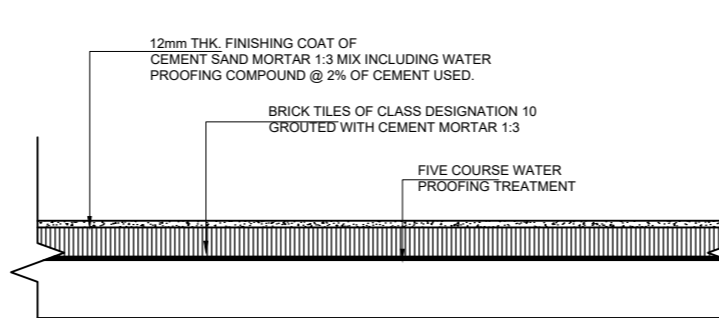 12mm THK. FINISHING COAT OF
CEMENT SAND MORTAR 1:3 MIX INCLUDING WATER
PROOFING COMPOUND @ 2% OF CEMENT USED.
BRICK TILES OF CLASS DESIGNATION 10
GROUTED WITH CEMENT MORTAR 1:3
FIVE COURSE WATER
PROOFING TREATMENT